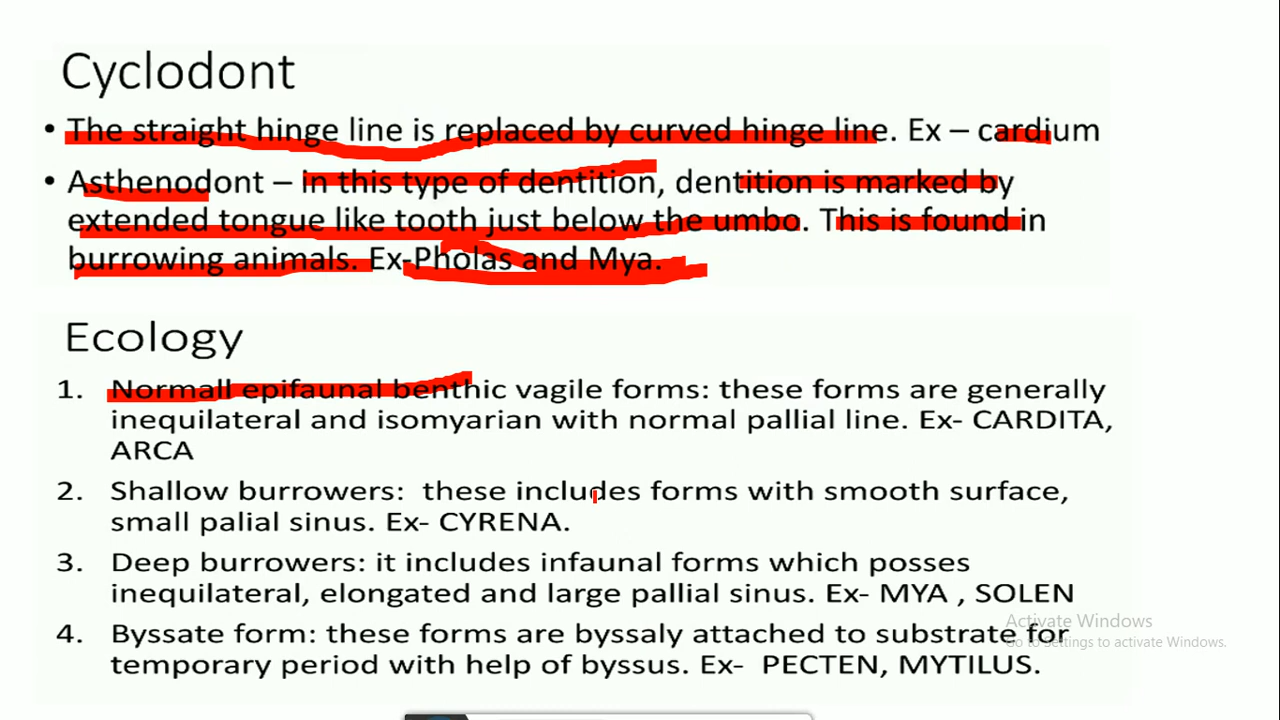 Cyclodont
• The straight hinge line is replaced by curved hinge line. Ex – cardium
• Asthenodont – in this type of dentition, dentition is marked by
extended tongue like tooth just below the umbo. This is found in
burrowing animals. Ex-Pholas and Mya.
Ecology
1. Normall epifaunal benthic vagile forms: these forms are generally
inequilateral and isomyarian with normal pallial line. Ex- CARDITA,
ARCA
2. Shallow burrowers:  these includes forms with smooth surface,
small palial sinus. Ex- CYRENA.
3. Deep burrowers: it includes infaunal forms which posses
inequilateral, elongated and large pallial sinus. Ex- MYA , SOLEN
4. Byssate form: these forms are byssaly attached to substrate for
temporary period with help of byssus. Ex-  PECTEN, MYTILUS.
Activate Windows
Go to Settings to activate Windows.